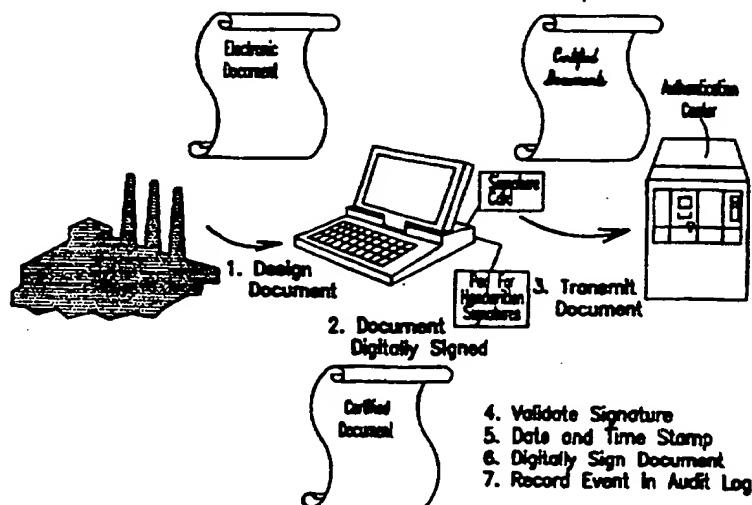 Electronic
Document
Certified
Documents
Authentication
Center
Signature
Card
1. Design
Document
Pad For
Handwritten
Signatures
3. Transmit
Document
2. Document
Digitally Signed
Certified
Document
4. Validate Signature
5. Date and Time Stamp
6. Digitally Sign Document
7. Record Event In Audit Log